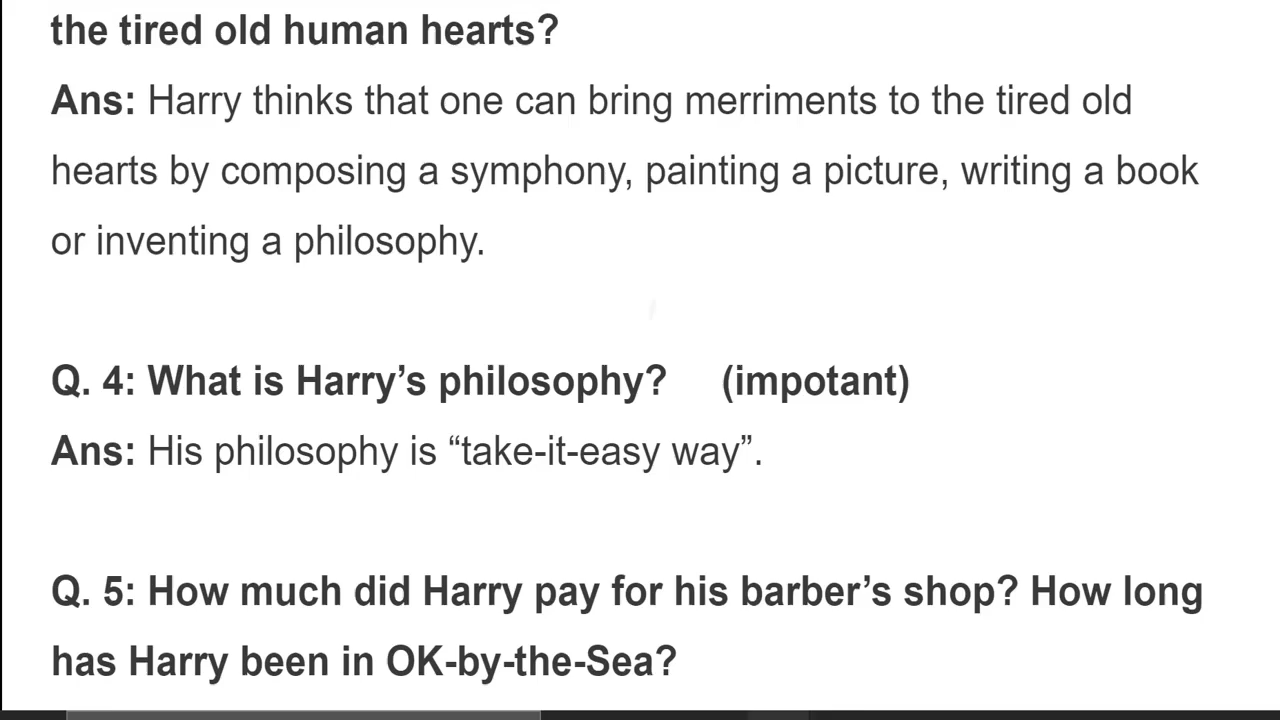 the tired old human hearts?
Ans: Harry thinks that one can bring merriments to the tired old
hearts by composing a symphony, painting a picture, writing a book
or inventing a philosophy.
Q. 4: What is Harry’s philosophy? (impotant)
Ans: His philosophy is “take-it-easy way”.
Q. 5: How much did Harry pay for his barber’s shop? How long
has Harry been in OK-by-the-Sea?